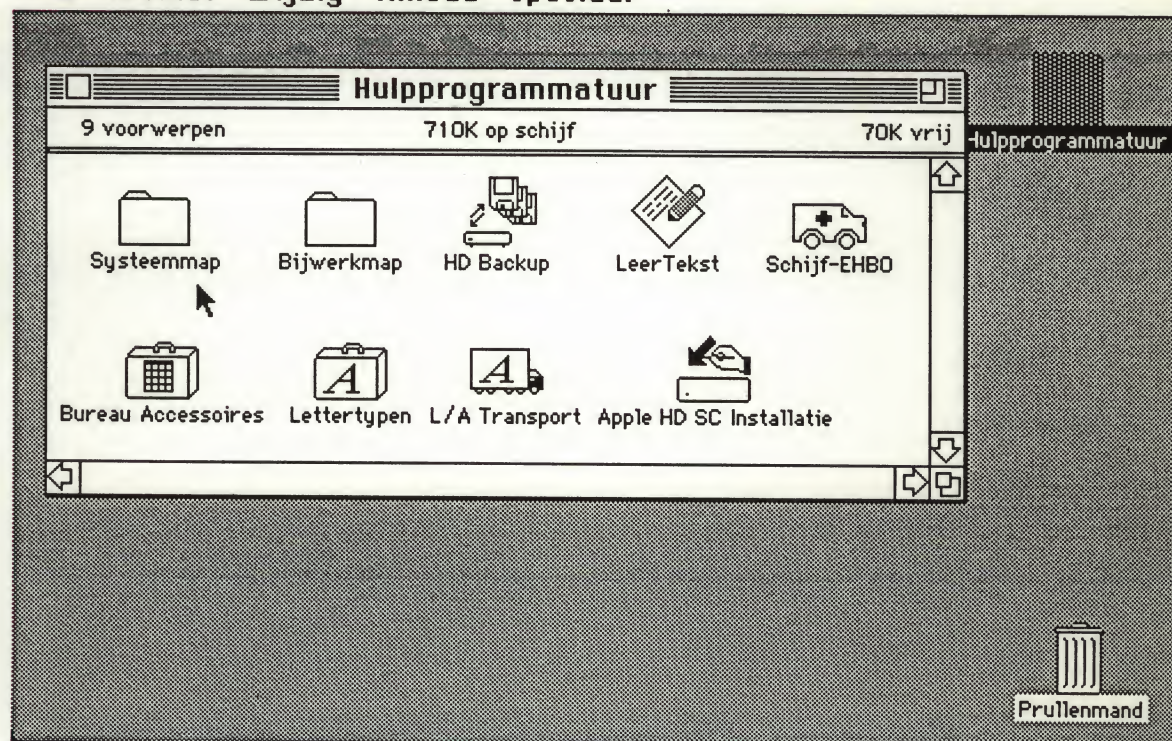 Hulpprogrammatuur
9 voorwerpen 710K op schijf 70K vrij
Hulpprogrammatuur
Systeemmap Bijwerkmap HD Backup LeerTekst Schijf-EHBO
Bureau Accessoires Lettertypen L/A Transport Apple HD SC Installatie
Prullenmand